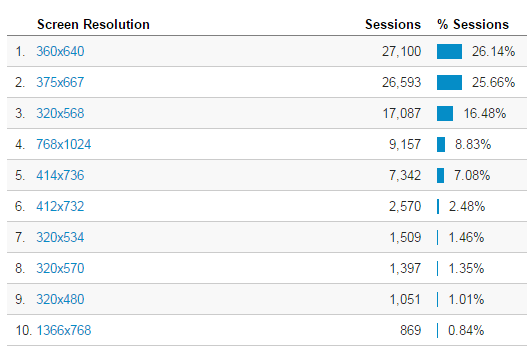 Screen Resolution Sessions % Sessions
1. 360x640 27,100 26.14%
2. 375x667 26,593 25.66%
3. 320x568 17,087 16.48%
4. 768x1024 9,157 8.83%
5. 414x736 7,342 7.08%
6. 412x732 2,570 2.48%
7. 320x534 1,509 1.46%
8. 320x570 1,397 1.35%
9. 320x480 1,051 1.01%
10. 1366x768 869 0.84%